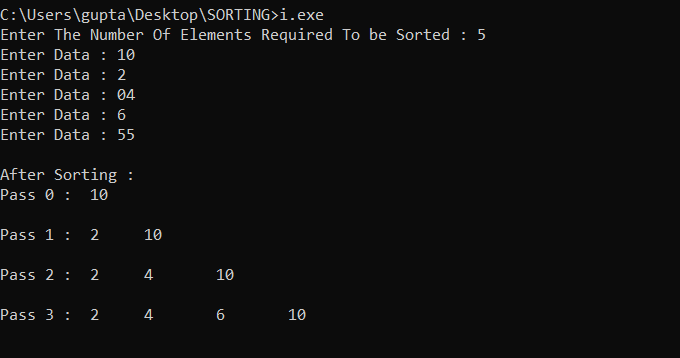 C:\Users\gupta\Desktop\SORTING>i.exe
Enter The Number Of Elements Required To be Sorted : 5
Enter Data : 10
Enter Data : 2
Enter Data : 04
Enter Data : 6
Enter Data : 55
After Sorting :
Pass 0 :  10
Pass 1 :  2     10
Pass 2 :  2     4       10
Pass 3 :  2     4       6       10